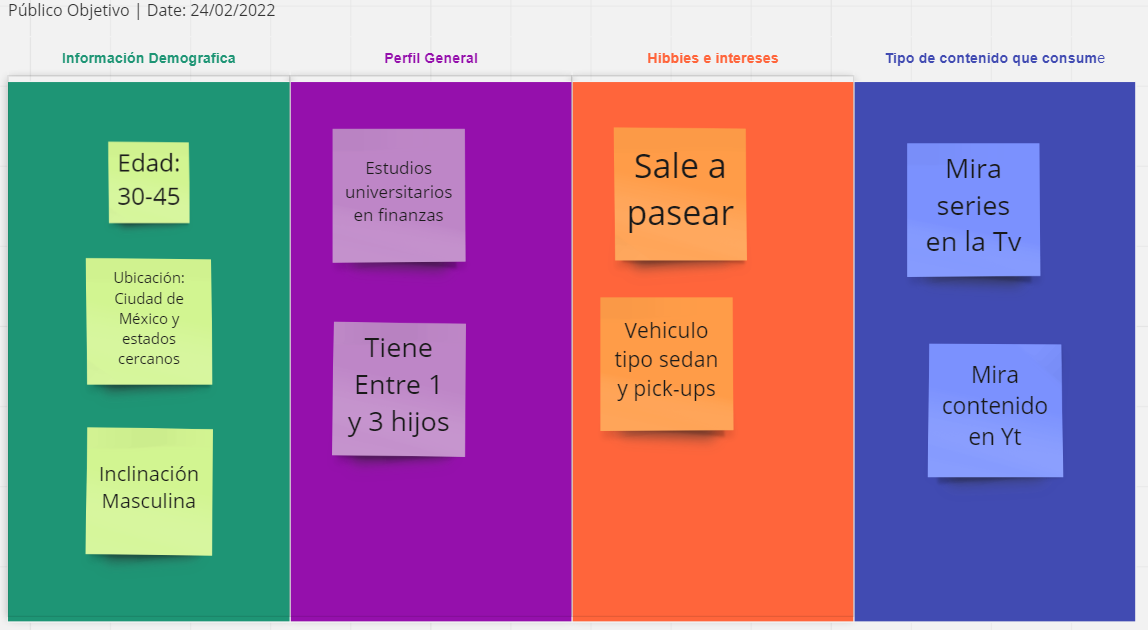 Público Objetivo | Date: 24/02/2022
Información Demografica
Perfil General
Hibbies e intereses
Tipo de contenido que consume
Edad:
30-45
Ubicación:
Ciudad de
México y
estados
cercanos
Inclinación
Masculina
Estudios
universitarios
en finanzas
Tiene
Entre 1
y 3 hijos
Sale a
pasear
Vehiculo
tipo sedan
y pick-ups
Mira
series
en la Tv
Mira
contenido
en Yt